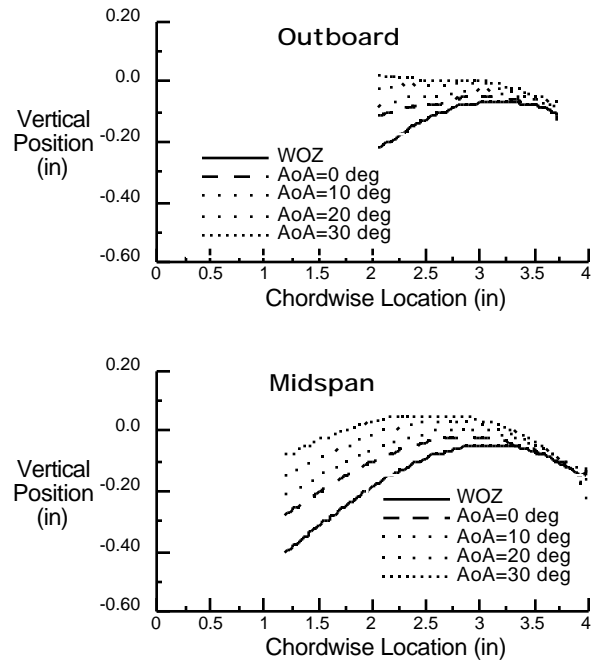 Outboard
0.20
0.0
-0.20
-0.40
-0.60
Vertical
Position
(in)
WOZ
AoA=0 deg
AoA=10 deg
AoA=20 deg
AoA=30 deg
0 0.5 1 1.5 2 2.5 3 3.5 4
Chordwise Location (in)
Midspan
0.20
0.0
-0.20
-0.40
-0.60
Vertical
Position
(in)
WOZ
AoA=0 deg
AoA=10 deg
AoA=20 deg
AoA=30 deg
0 0.5 1 1.5 2 2.5 3 3.5 4
Chordwise Location (in)